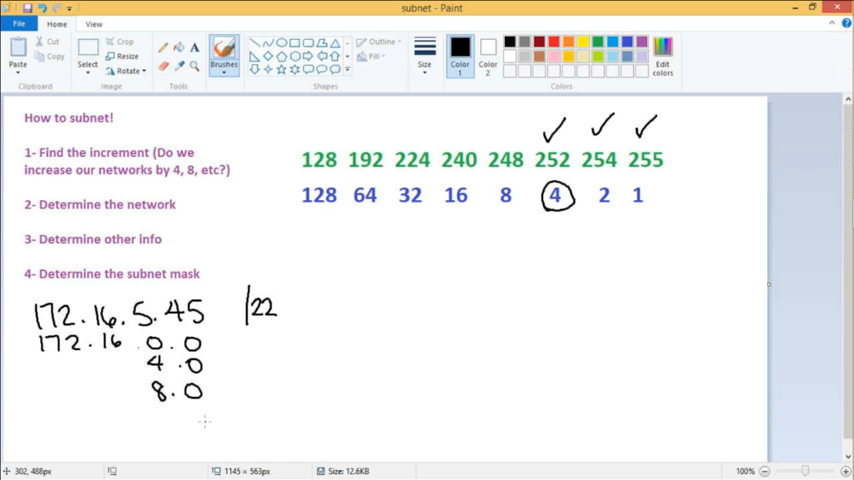 subnet - Paint
File
Home
View
Paste
Cut
Copy
Clipboard
Select
Crop
Resize
Rotate
Image
Tools
Brushes
Shapes
Outline
Fill
Size
Color 1
Color 2
Edit colors
Colors
How to subnet!
1- Find the increment (Do we
increase our networks by 4, 8, etc?)
2- Determine the network
3- Determine other info
4- Determine the subnet mask
128 192 224 240 248 252 254 255
128 64 32 16 8 4 2 1
172.16.5.45 /22
172.16 0.0
4.0
8.0
302, 488px
1145 × 563px
Size: 12.6KB
100%